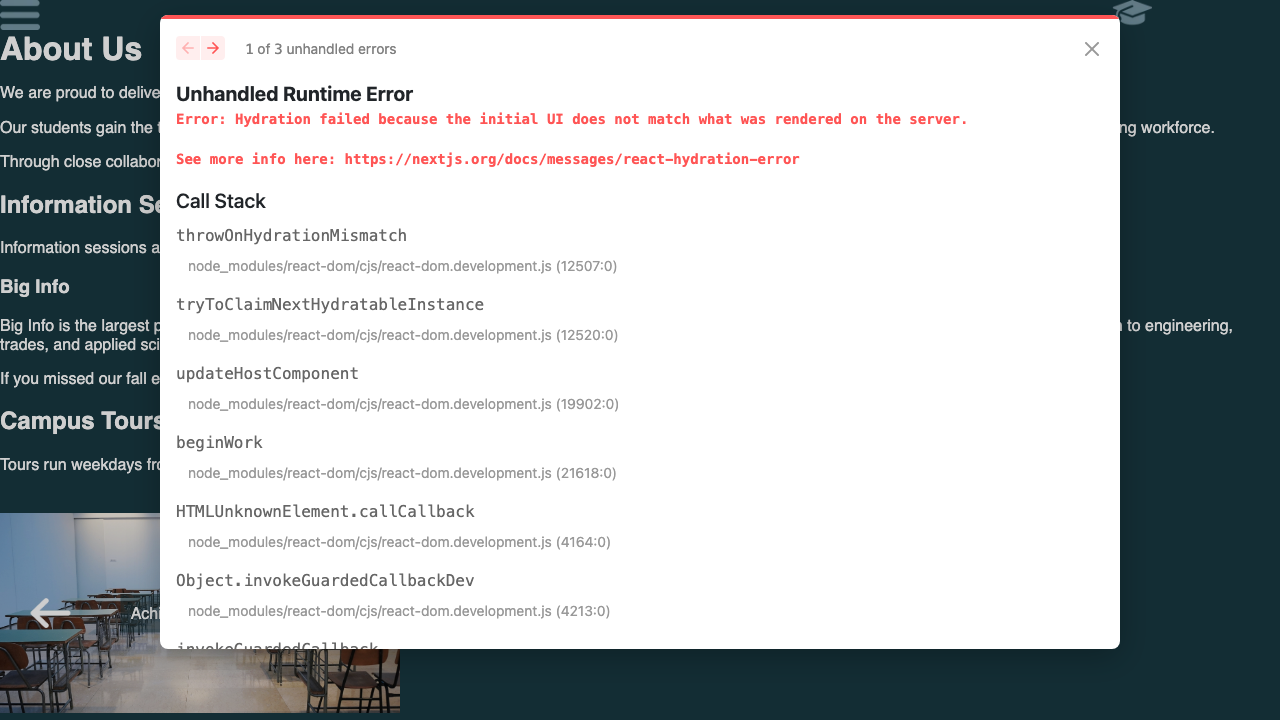 1 of 3 unhandled errors
Unhandled Runtime Error
Error: Hydration failed because the initial UI does not match what was rendered on the server.
See more info here: https://nextjs.org/docs/messages/react-hydration-error
Call Stack
throwOnHydrationMismatch
node_modules/react-dom/cjs/react-dom.development.js (12507:0)
tryToClaimNextHydratableInstance
node_modules/react-dom/cjs/react-dom.development.js (12520:0)
updateHostComponent
node_modules/react-dom/cjs/react-dom.development.js (19902:0)
beginWork
node_modules/react-dom/cjs/react-dom.development.js (21618:0)
HTMLUnknownElement.callCallback
node_modules/react-dom/cjs/react-dom.development.js (4164:0)
Object.invokeGuardedCallbackDev
node_modules/react-dom/cjs/react-dom.development.js (4213:0)
invokeGuardedCallback
About Us
We are proud to delive
Our students gain the t
ng workforce.
Through close collabor
Information Se
Information sessions a
Big Info
Big Info is the largest p
to engineering,
trades, and applied sci
If you missed our fall e
Campus Tours
Tours run weekdays fro
Achi